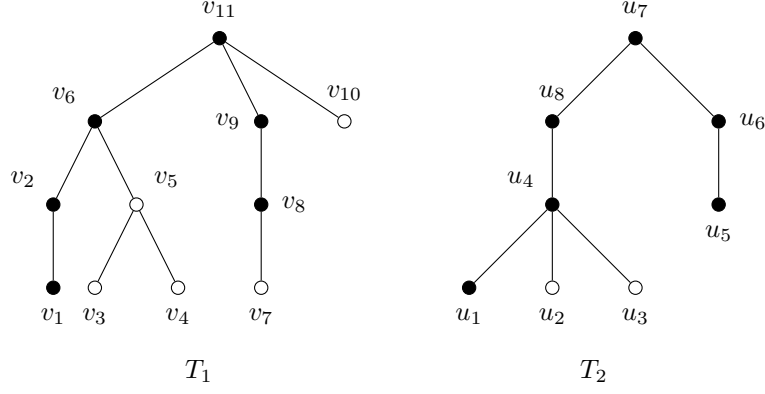 v₁₁ u₇
v₆ v₁₀ u₈
v₉ u₆
v₂ v₅ u₄
v₈
u₅
v₁ v₃ v₄ v₇ u₁ u₂ u₃
T₁ T₂